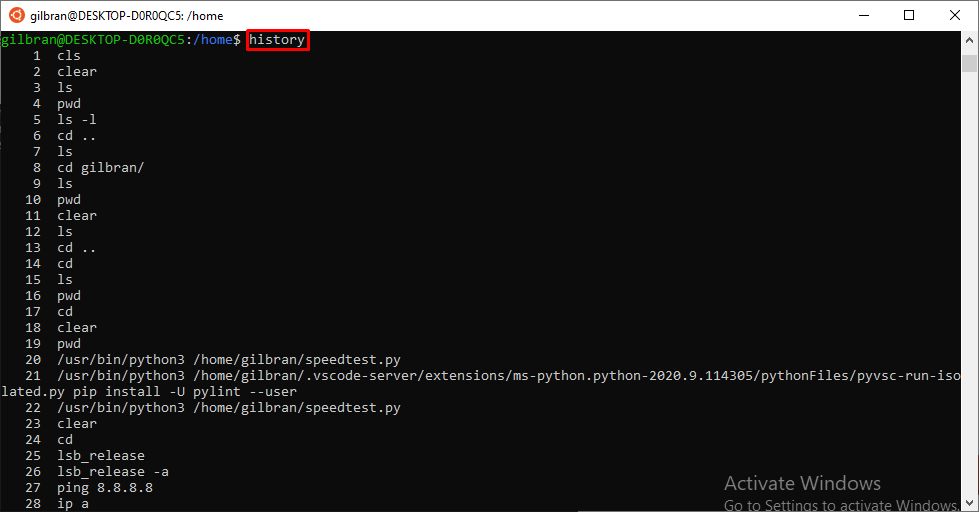 gilbran@DESKTOP-D0R0QC5: /home
gilbran@DESKTOP-D0R0QC5:/home$ history
1 cls
2 clear
3 ls
4 pwd
5 ls -l
6 cd ..
7 ls
8 cd gilbran/
9 ls
10 pwd
11 clear
12 ls
13 cd ..
14 cd
15 ls
16 pwd
17 cd
18 clear
19 pwd
20 /usr/bin/python3 /home/gilbran/speedtest.py
21 /usr/bin/python3 /home/gilbran/.vscode-server/extensions/ms-python.python-2020.9.114305/pythonFiles/pyvsc-run-iso
lated.py pip install -U pylint --user
22 /usr/bin/python3 /home/gilbran/speedtest.py
23 clear
24 cd
25 lsb_release
26 lsb_release -a
27 ping 8.8.8.8
28 ip a
Activate Windows
Go to Settings to activate Windows.